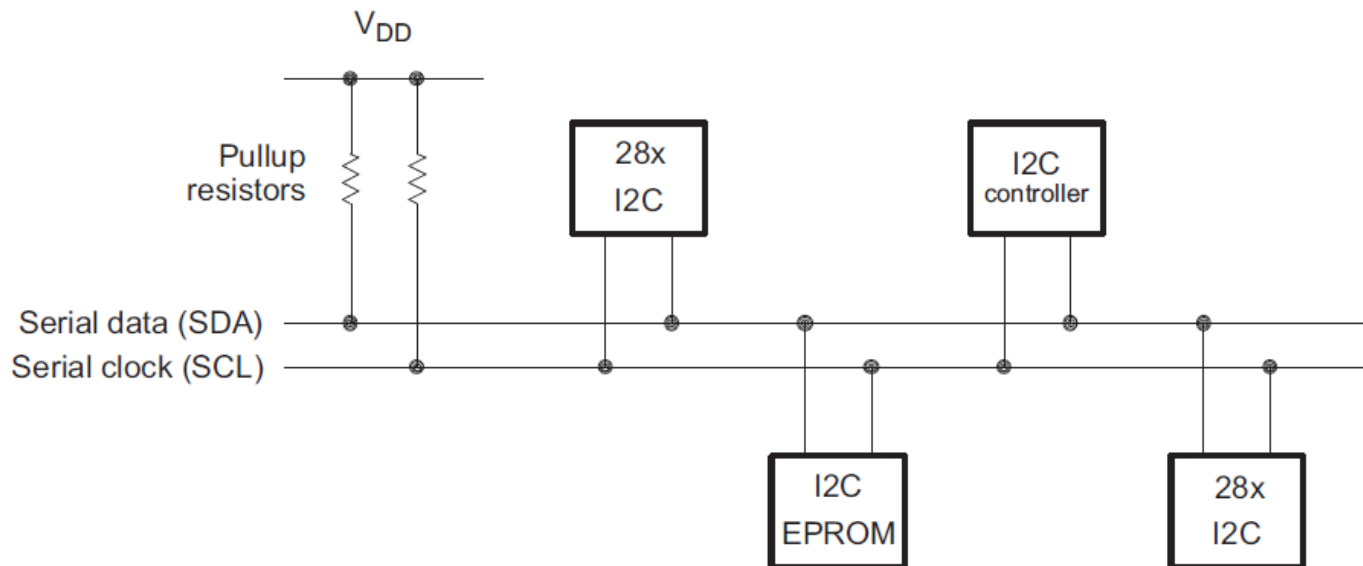 VDD
Pullup
resistors
28x
I2C
I2C
controller
Serial data (SDA)
Serial clock (SCL)
I2C
EPROM
28x
I2C